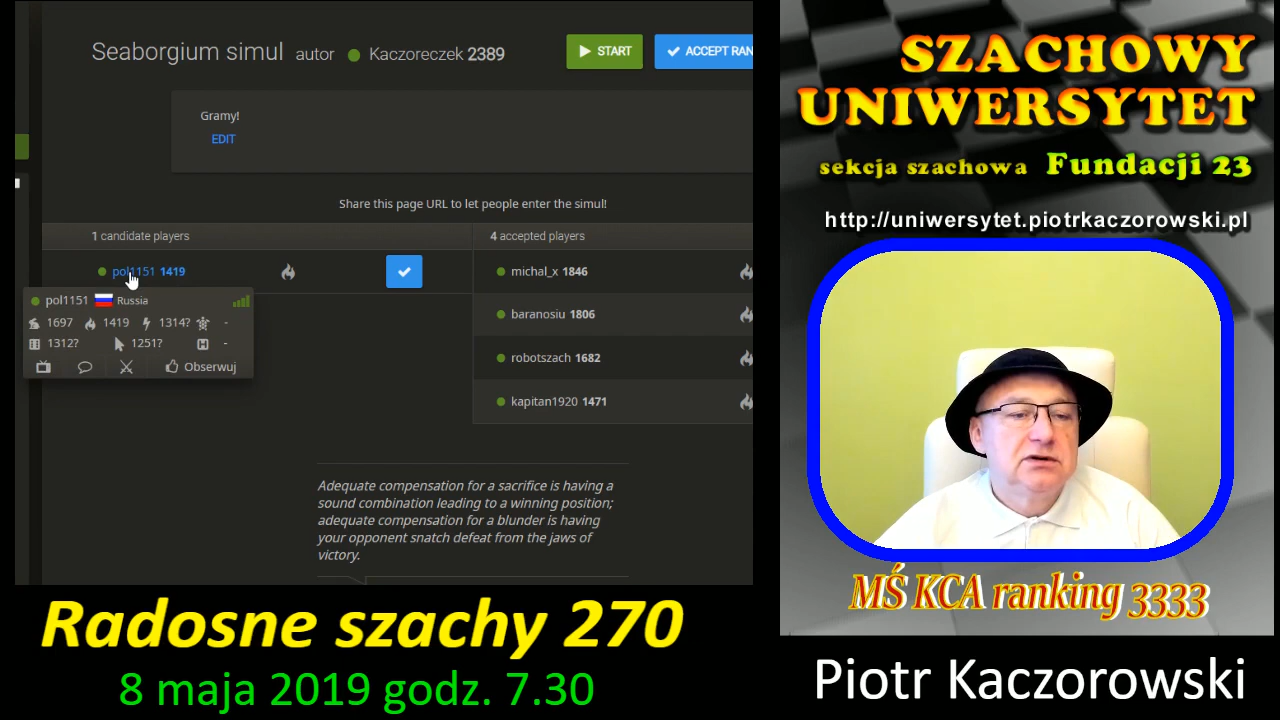 Seaborgium simul autor Kaczoreczek 2389
START
ACCEPT RAN
Gramy!
EDIT
Share this page URL to let people enter the simul!
1 candidate players
4 accepted players
pol1151 1419
michal_x 1846
pol1151 Russia
1697 1419 1314? -
1312? 1251? -
Obserwuj
baranosiu 1806
robotszach 1682
kapitan1920 1471
Adequate compensation for a sacrifice is having a
sound combination leading to a winning position;
adequate compensation for a blunder is having
your opponent snatch defeat from the jaws of
victory.
Radosne szachy 270
8 maja 2019 godz. 7.30
SZACHOWY
UNIWERSYTET
sekcja szachowa Fundacji 23
http://uniwersytet.piotrkaczorowski.pl
MŚ KCA ranking 3333
Piotr Kaczorowski